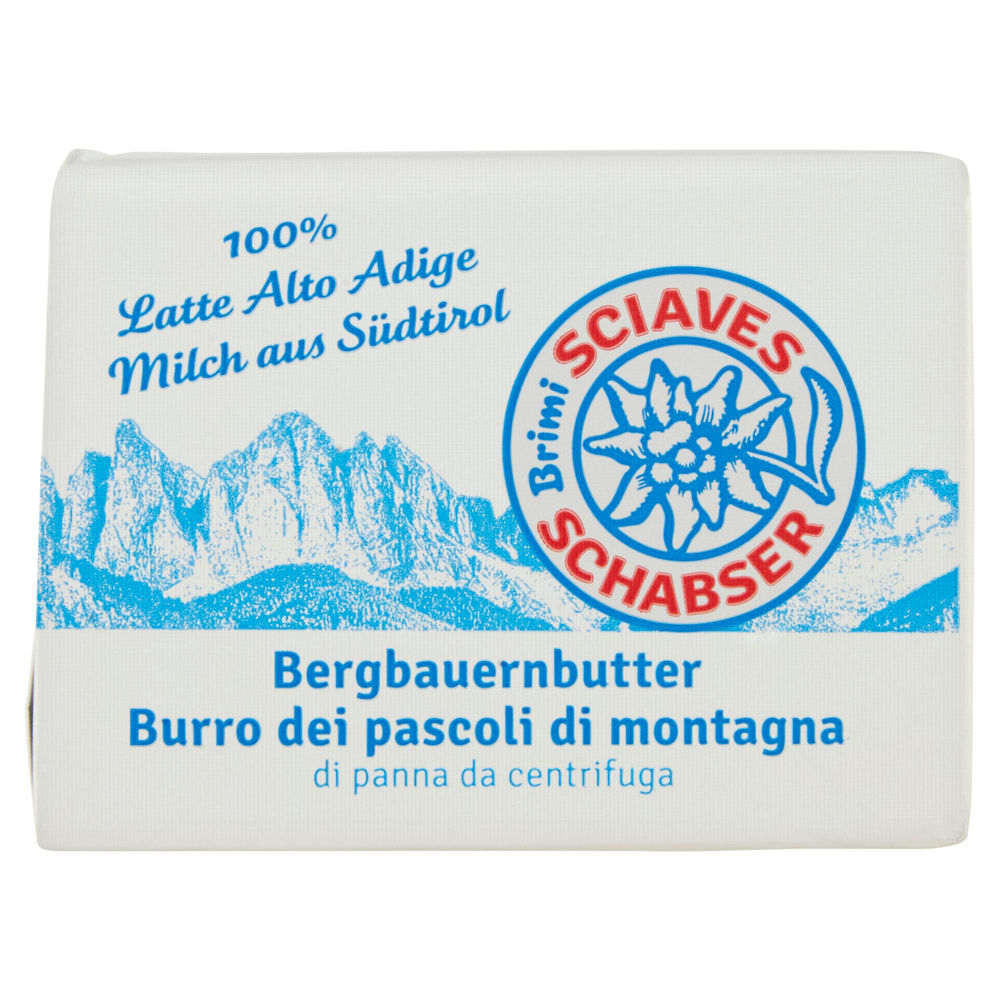 100%
Latte Alto Adige
Milch aus Südtirol
SCIAVES
Brimi
SCHABSER
Bergbauernbutter
Burro dei pascoli di montagna
di panna da centrifuga